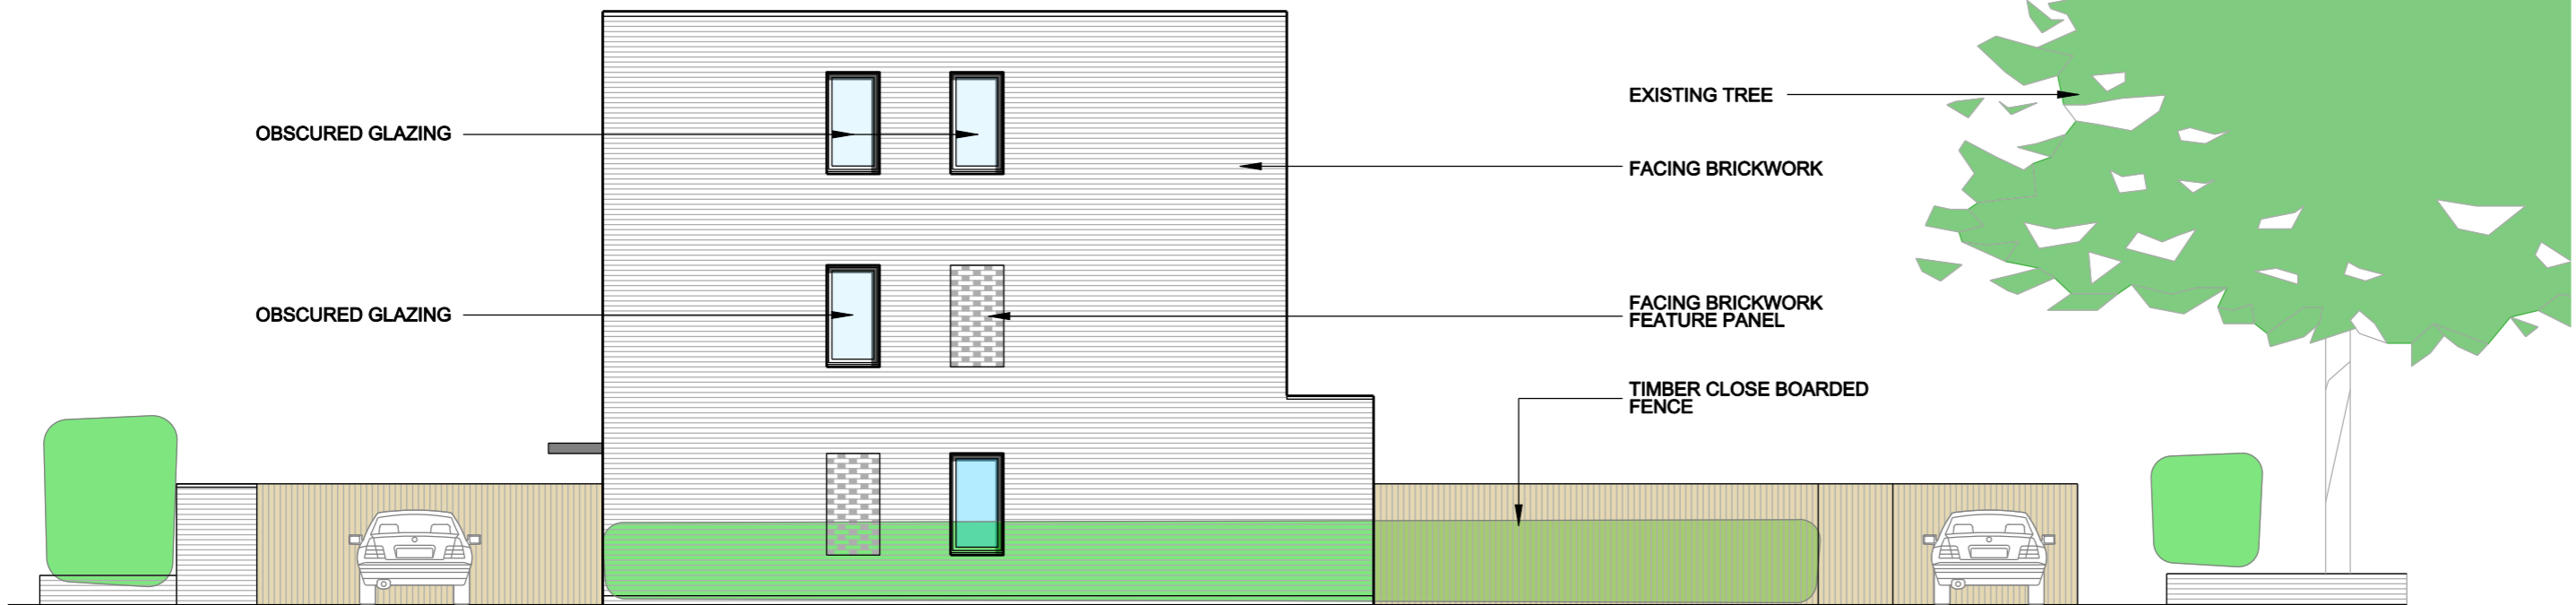 OBSCURED GLAZING
EXISTING TREE
FACING BRICKWORK
OBSCURED GLAZING
FACING BRICKWORK
FEATURE PANEL
TIMBER CLOSE BOARDED
FENCE